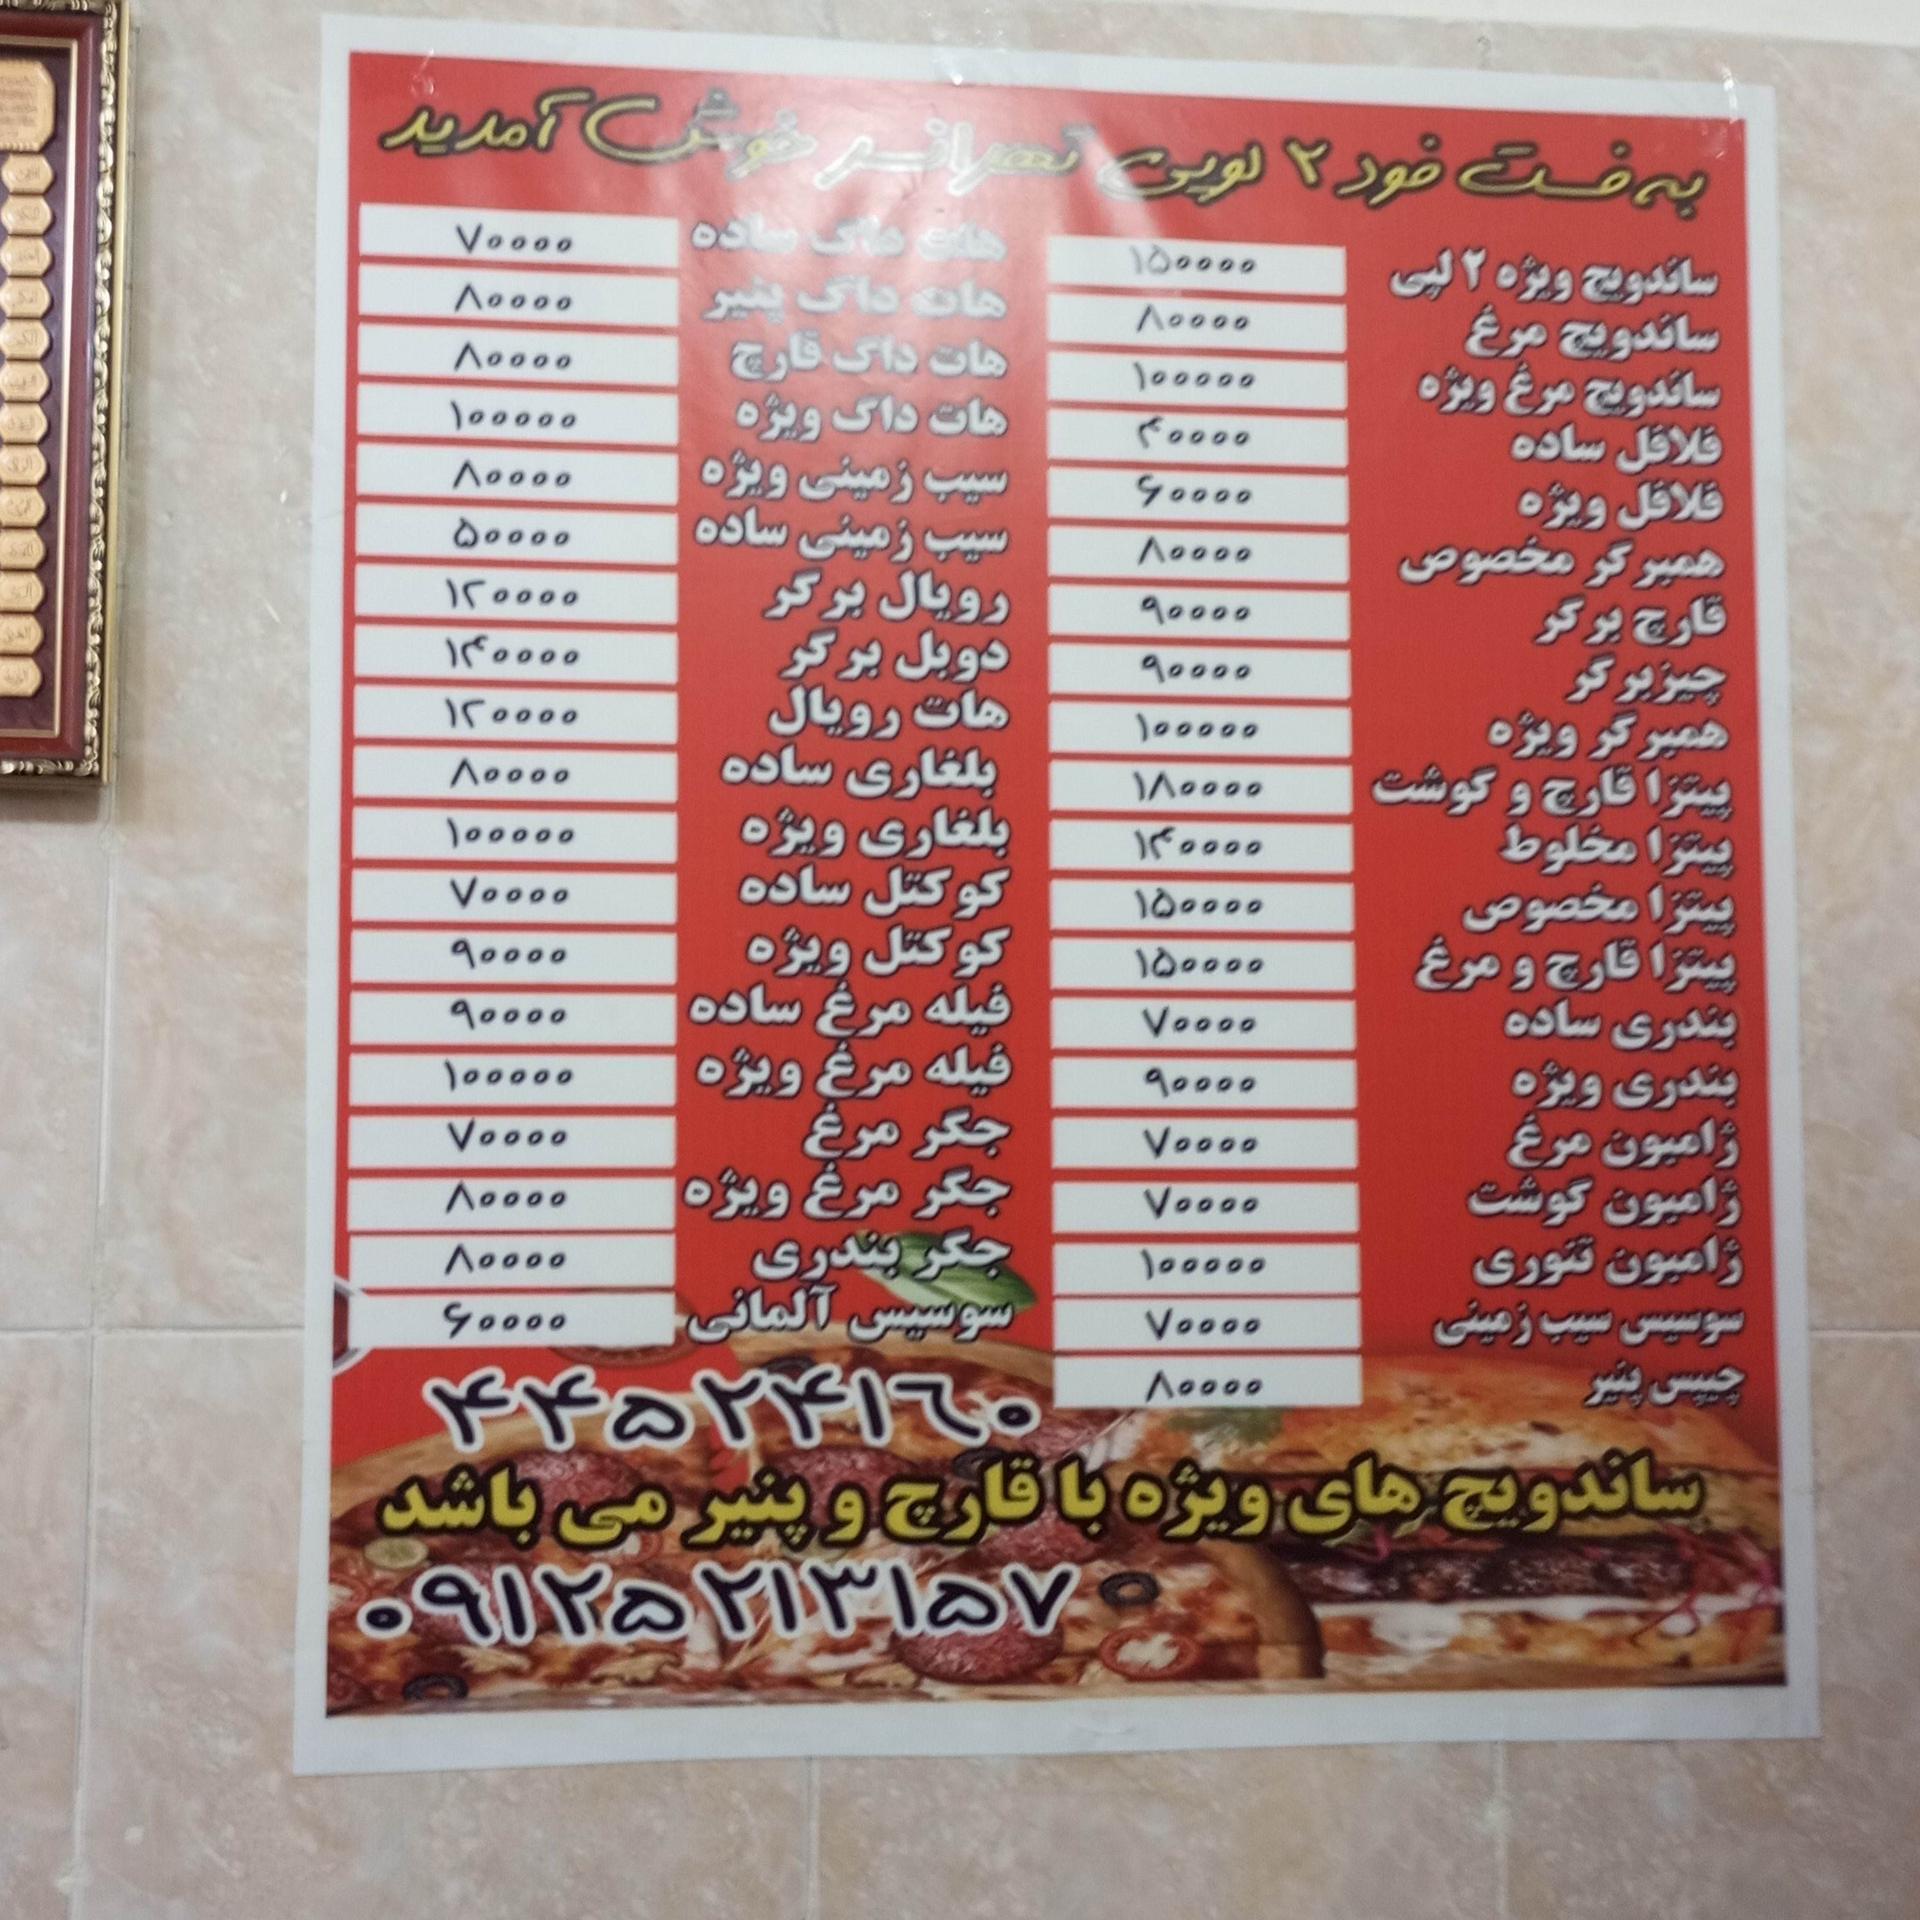 به فست فود ۲ لوپی تهرانسر خوش آمدید
ساندویچ ویژه ۲ لپی ۱۵۰۰۰۰
ساندویچ مرغ ۸۰۰۰۰
ساندویچ مرغ ویژه ۱۰۰۰۰۰
فلافل ساده ۴۰۰۰۰
فلافل ویژه ۶۰۰۰۰
همبرگر مخصوص ۸۰۰۰۰
قارچ برگر ۹۰۰۰۰
چیزبرگر ۹۰۰۰۰
همبرگر ویژه ۱۰۰۰۰۰
پیتزا قارچ و گوشت ۱۸۰۰۰۰
پیتزا مخلوط ۱۴۰۰۰۰
پیتزا مخصوص ۱۵۰۰۰۰
پیتزا قارچ و مرغ ۱۵۰۰۰۰
بندری ساده ۷۰۰۰۰
بندری ویژه ۹۰۰۰۰
ژامبون مرغ ۷۰۰۰۰
ژامبون گوشت ۷۰۰۰۰
ژامبون تنوری ۱۰۰۰۰۰
سوسیس سیب زمینی ۷۰۰۰۰
چیپس پنیر ۸۰۰۰۰
هات داگ ساده ۷۰۰۰۰
هات داگ پنیر ۸۰۰۰۰
هات داگ قارچ ۸۰۰۰۰
هات داگ ویژه ۱۰۰۰۰۰
سیب زمینی ویژه ۸۰۰۰۰
سیب زمینی ساده ۵۰۰۰۰
رویال برگر ۱۲۰۰۰۰
دوبل برگر ۱۴۰۰۰۰
هات رویال ۱۲۰۰۰۰
بلغاری ساده ۸۰۰۰۰
بلغاری ویژه ۱۰۰۰۰۰
کوکتل ساده ۷۰۰۰۰
کوکتل ویژه ۹۰۰۰۰
فیله مرغ ساده ۹۰۰۰۰
فیله مرغ ویژه ۱۰۰۰۰۰
جگر مرغ ۷۰۰۰۰
جگر مرغ ویژه ۸۰۰۰۰
جگر بندری ۸۰۰۰۰
سوسیس آلمانی ۶۰۰۰۰
۴۴۵۲۴۱۶۰
ساندویچ های ویژه با قارچ و پنیر می باشد
۰۹۱۲۵۲۱۳۱۵۷